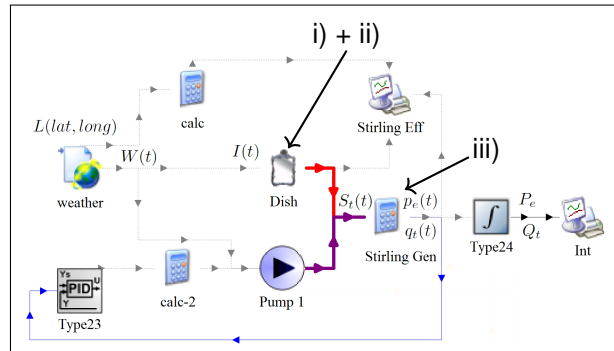 i) + ii)
calc
Stirling Eff
L(lat, long)
W(t)
I(t)
iii)
weather
Dish
S_t(t)
p_e(t)
q_t(t)
P_e
Q_t
Stirling Gen
Type24
Int
Ys
PID
U
Y
Type23
calc-2
Pump 1
∫